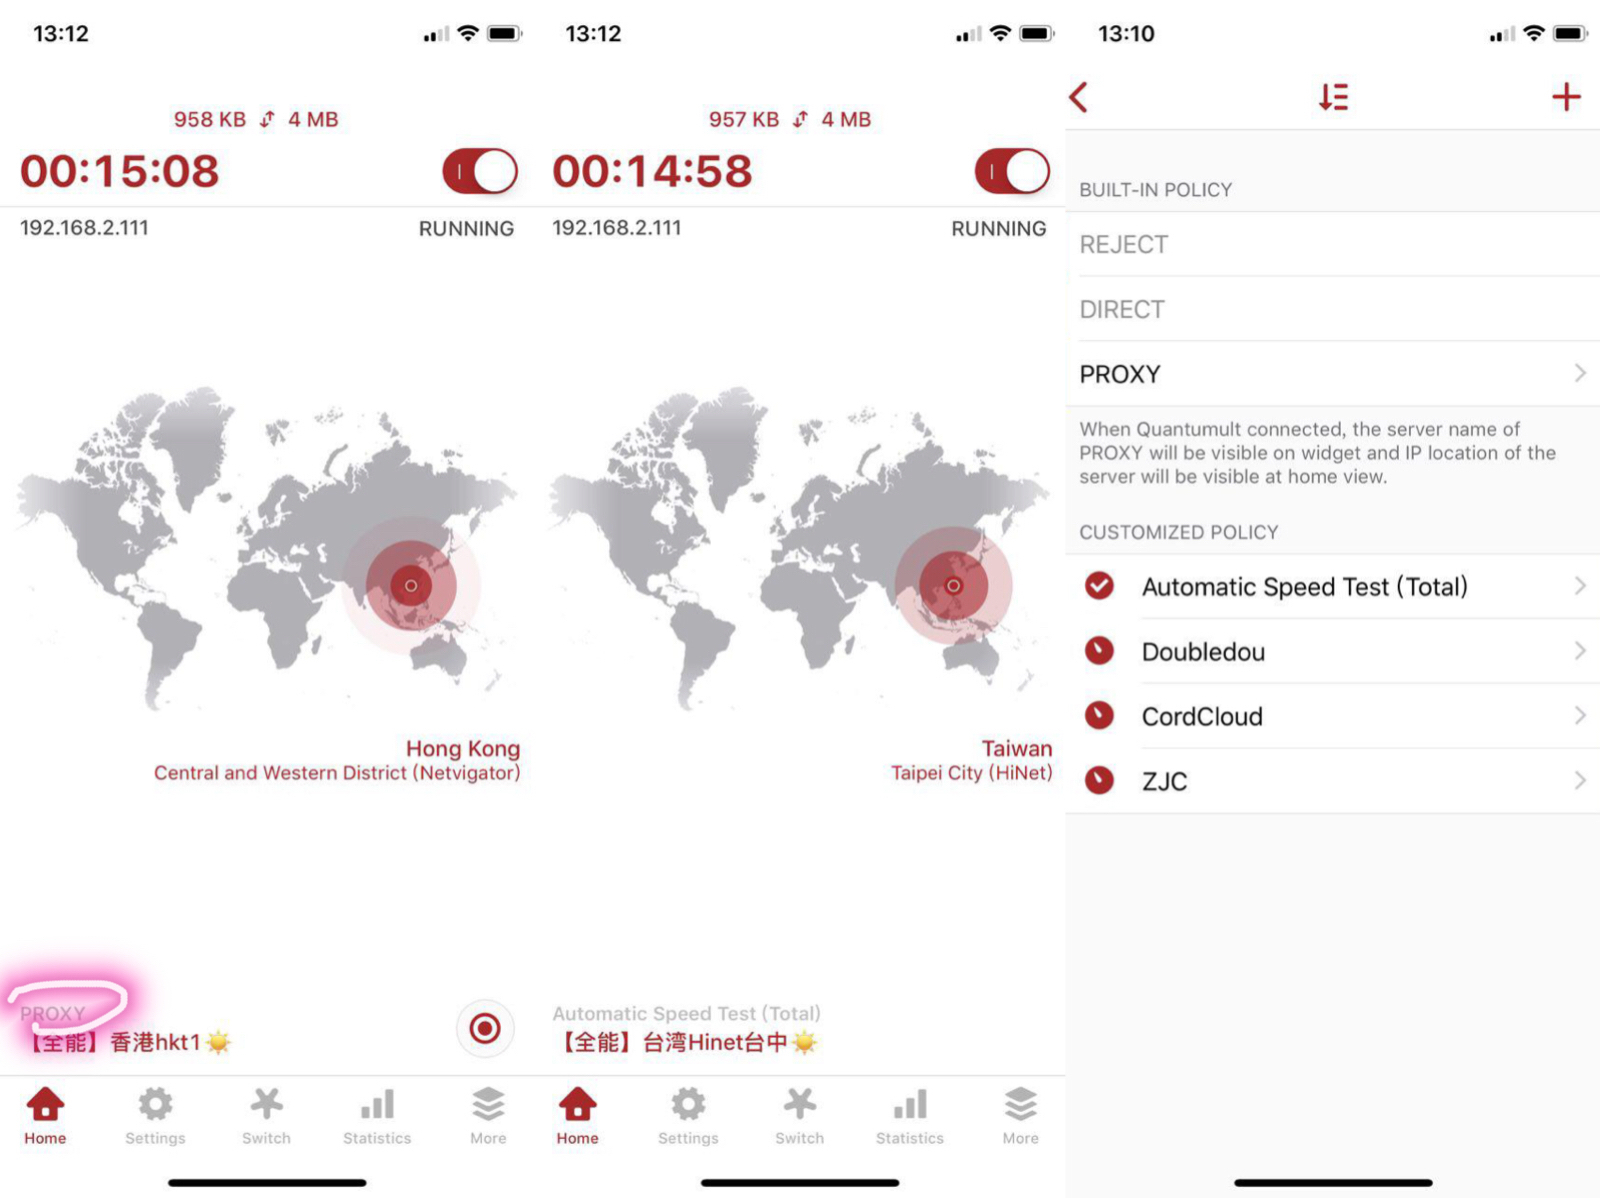 13:12
958 KB 4 MB
00:15:08
192.168.2.111 RUNNING
Hong Kong
Central and Western District (Netvigator)
PROXY
【全能】香港hkt1
Home Settings Switch Statistics More
13:12
957 KB 4 MB
00:14:58
192.168.2.111 RUNNING
Taiwan
Taipei City (HiNet)
Automatic Speed Test (Total)
【全能】台湾Hinet台中
Home Settings Switch Statistics More
13:10
BUILT-IN POLICY
REJECT
DIRECT
PROXY
When Quantumult connected, the server name of
PROXY will be visible on widget and IP location of the
server will be visible at home view.
CUSTOMIZED POLICY
Automatic Speed Test (Total)
Doubledou
CordCloud
ZJC